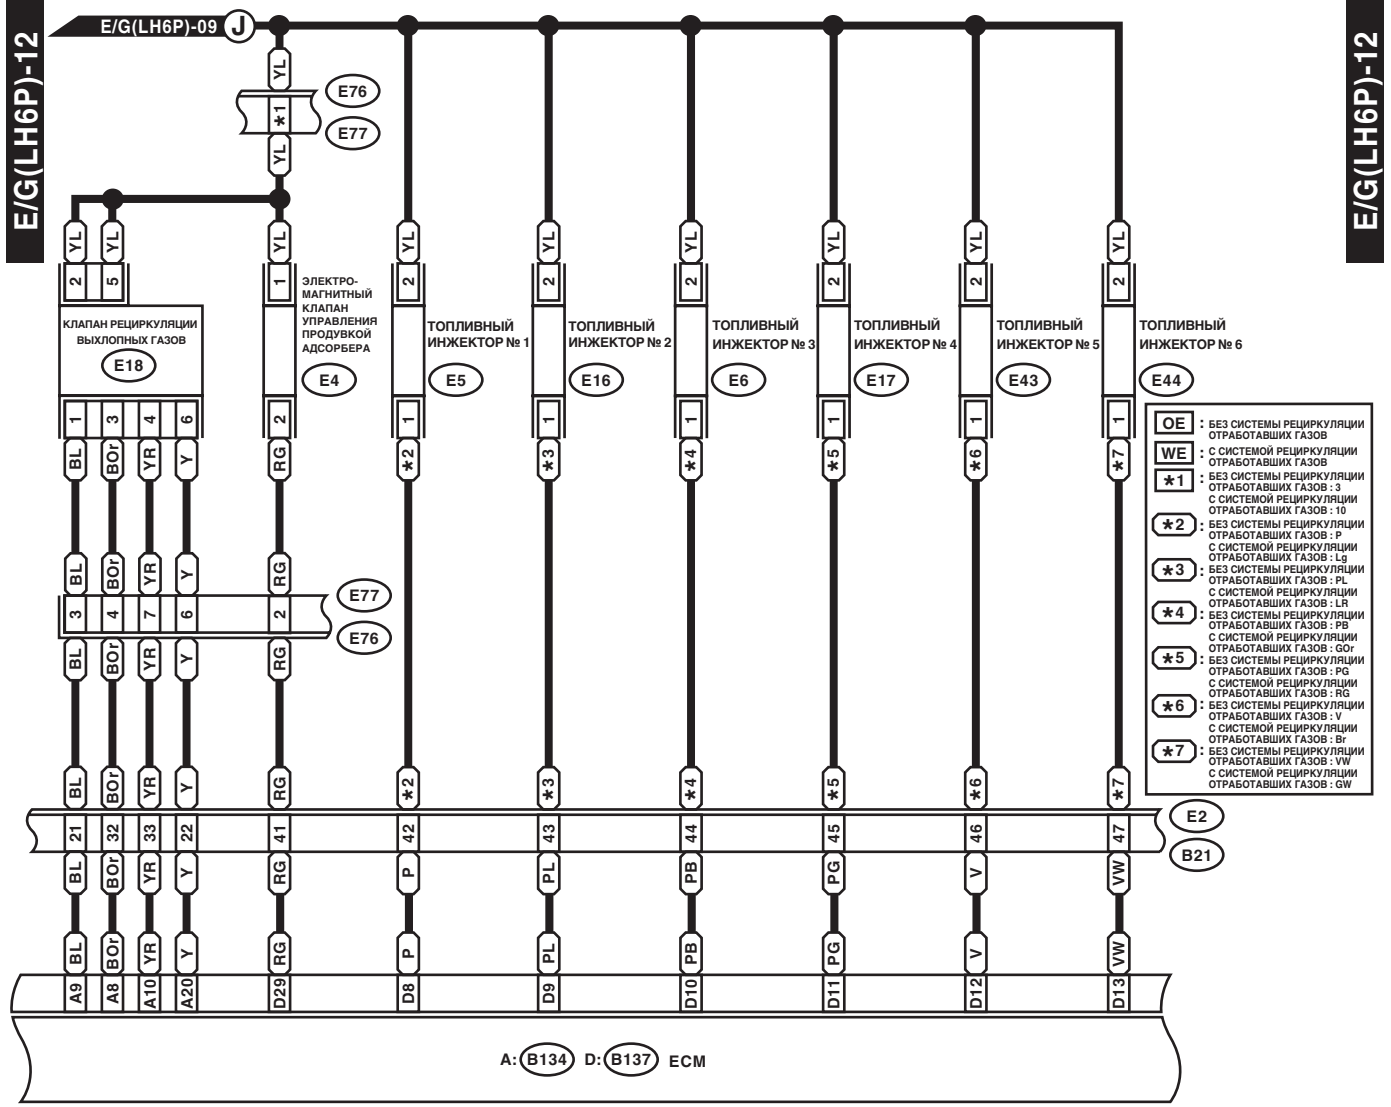 E/G(LH6P)-12
E/G(LH6P)-09 J
E/G(LH6P)-12
YL
E76
*1
E77
YL
YL YL YL YL YL YL YL YL YL
2 5 1 2 2 2 2 2 2
ЭЛЕКТРО-
МАГНИТНЫЙ
КЛАПАН
УПРАВЛЕНИЯ
ПРОДУВКОЙ
АДСОРБЕРА
E4
КЛАПАН РЕЦИРКУЛЯЦИИ
ВЫХЛОПНЫХ ГАЗОВ
E18
ТОПЛИВНЫЙ
ИНЖЕКТОР № 1
E5
ТОПЛИВНЫЙ
ИНЖЕКТОР № 2
E16
ТОПЛИВНЫЙ
ИНЖЕКТОР № 3
E6
ТОПЛИВНЫЙ
ИНЖЕКТОР № 4
E17
ТОПЛИВНЫЙ
ИНЖЕКТОР № 5
E43
ТОПЛИВНЫЙ
ИНЖЕКТОР № 6
E44
1 3 4 6 2 1 1 1 1 1 1
BL BOr YR Y RG *2 *3 *4 *5 *6 *7
OE : БЕЗ СИСТЕМЫ РЕЦИРКУЛЯЦИИ
ОТРАБОТАВШИХ ГАЗОВ
WE : С СИСТЕМОЙ РЕЦИРКУЛЯЦИИ
ОТРАБОТАВШИХ ГАЗОВ
*1 : БЕЗ СИСТЕМЫ РЕЦИРКУЛЯЦИИ
ОТРАБОТАВШИХ ГАЗОВ : 3
С СИСТЕМОЙ РЕЦИРКУЛЯЦИИ
ОТРАБОТАВШИХ ГАЗОВ : 10
*2 : БЕЗ СИСТЕМЫ РЕЦИРКУЛЯЦИИ
ОТРАБОТАВШИХ ГАЗОВ : P
С СИСТЕМОЙ РЕЦИРКУЛЯЦИИ
ОТРАБОТАВШИХ ГАЗОВ : Lg
*3 : БЕЗ СИСТЕМЫ РЕЦИРКУЛЯЦИИ
ОТРАБОТАВШИХ ГАЗОВ : PL
С СИСТЕМОЙ РЕЦИРКУЛЯЦИИ
ОТРАБОТАВШИХ ГАЗОВ : LR
*4 : БЕЗ СИСТЕМЫ РЕЦИРКУЛЯЦИИ
ОТРАБОТАВШИХ ГАЗОВ : PB
С СИСТЕМОЙ РЕЦИРКУЛЯЦИИ
ОТРАБОТАВШИХ ГАЗОВ : GOr
*5 : БЕЗ СИСТЕМЫ РЕЦИРКУЛЯЦИИ
ОТРАБОТАВШИХ ГАЗОВ : PG
С СИСТЕМОЙ РЕЦИРКУЛЯЦИИ
ОТРАБОТАВШИХ ГАЗОВ : RG
*6 : БЕЗ СИСТЕМЫ РЕЦИРКУЛЯЦИИ
ОТРАБОТАВШИХ ГАЗОВ : V
С СИСТЕМОЙ РЕЦИРКУЛЯЦИИ
ОТРАБОТАВШИХ ГАЗОВ : Br
*7 : БЕЗ СИСТЕМЫ РЕЦИРКУЛЯЦИИ
ОТРАБОТАВШИХ ГАЗОВ : VW
С СИСТЕМОЙ РЕЦИРКУЛЯЦИИ
ОТРАБОТАВШИХ ГАЗОВ : GW
BL BOr YR Y RG
E77
3 4 7 6 2
E76
BL BOr YR Y RG
BL BOr YR Y RG *2 *3 *4 *5 *6 *7
E2
21 32 33 22 41 42 43 44 45 46 47
B21
BL BOr YR Y RG P PL PB PG V VW
BL BOr YR Y RG P PL PB PG V VW
A9 A8 A10 A20 D29 D8 D9 D10 D11 D12 D13
A: B134 D: B137 ECM